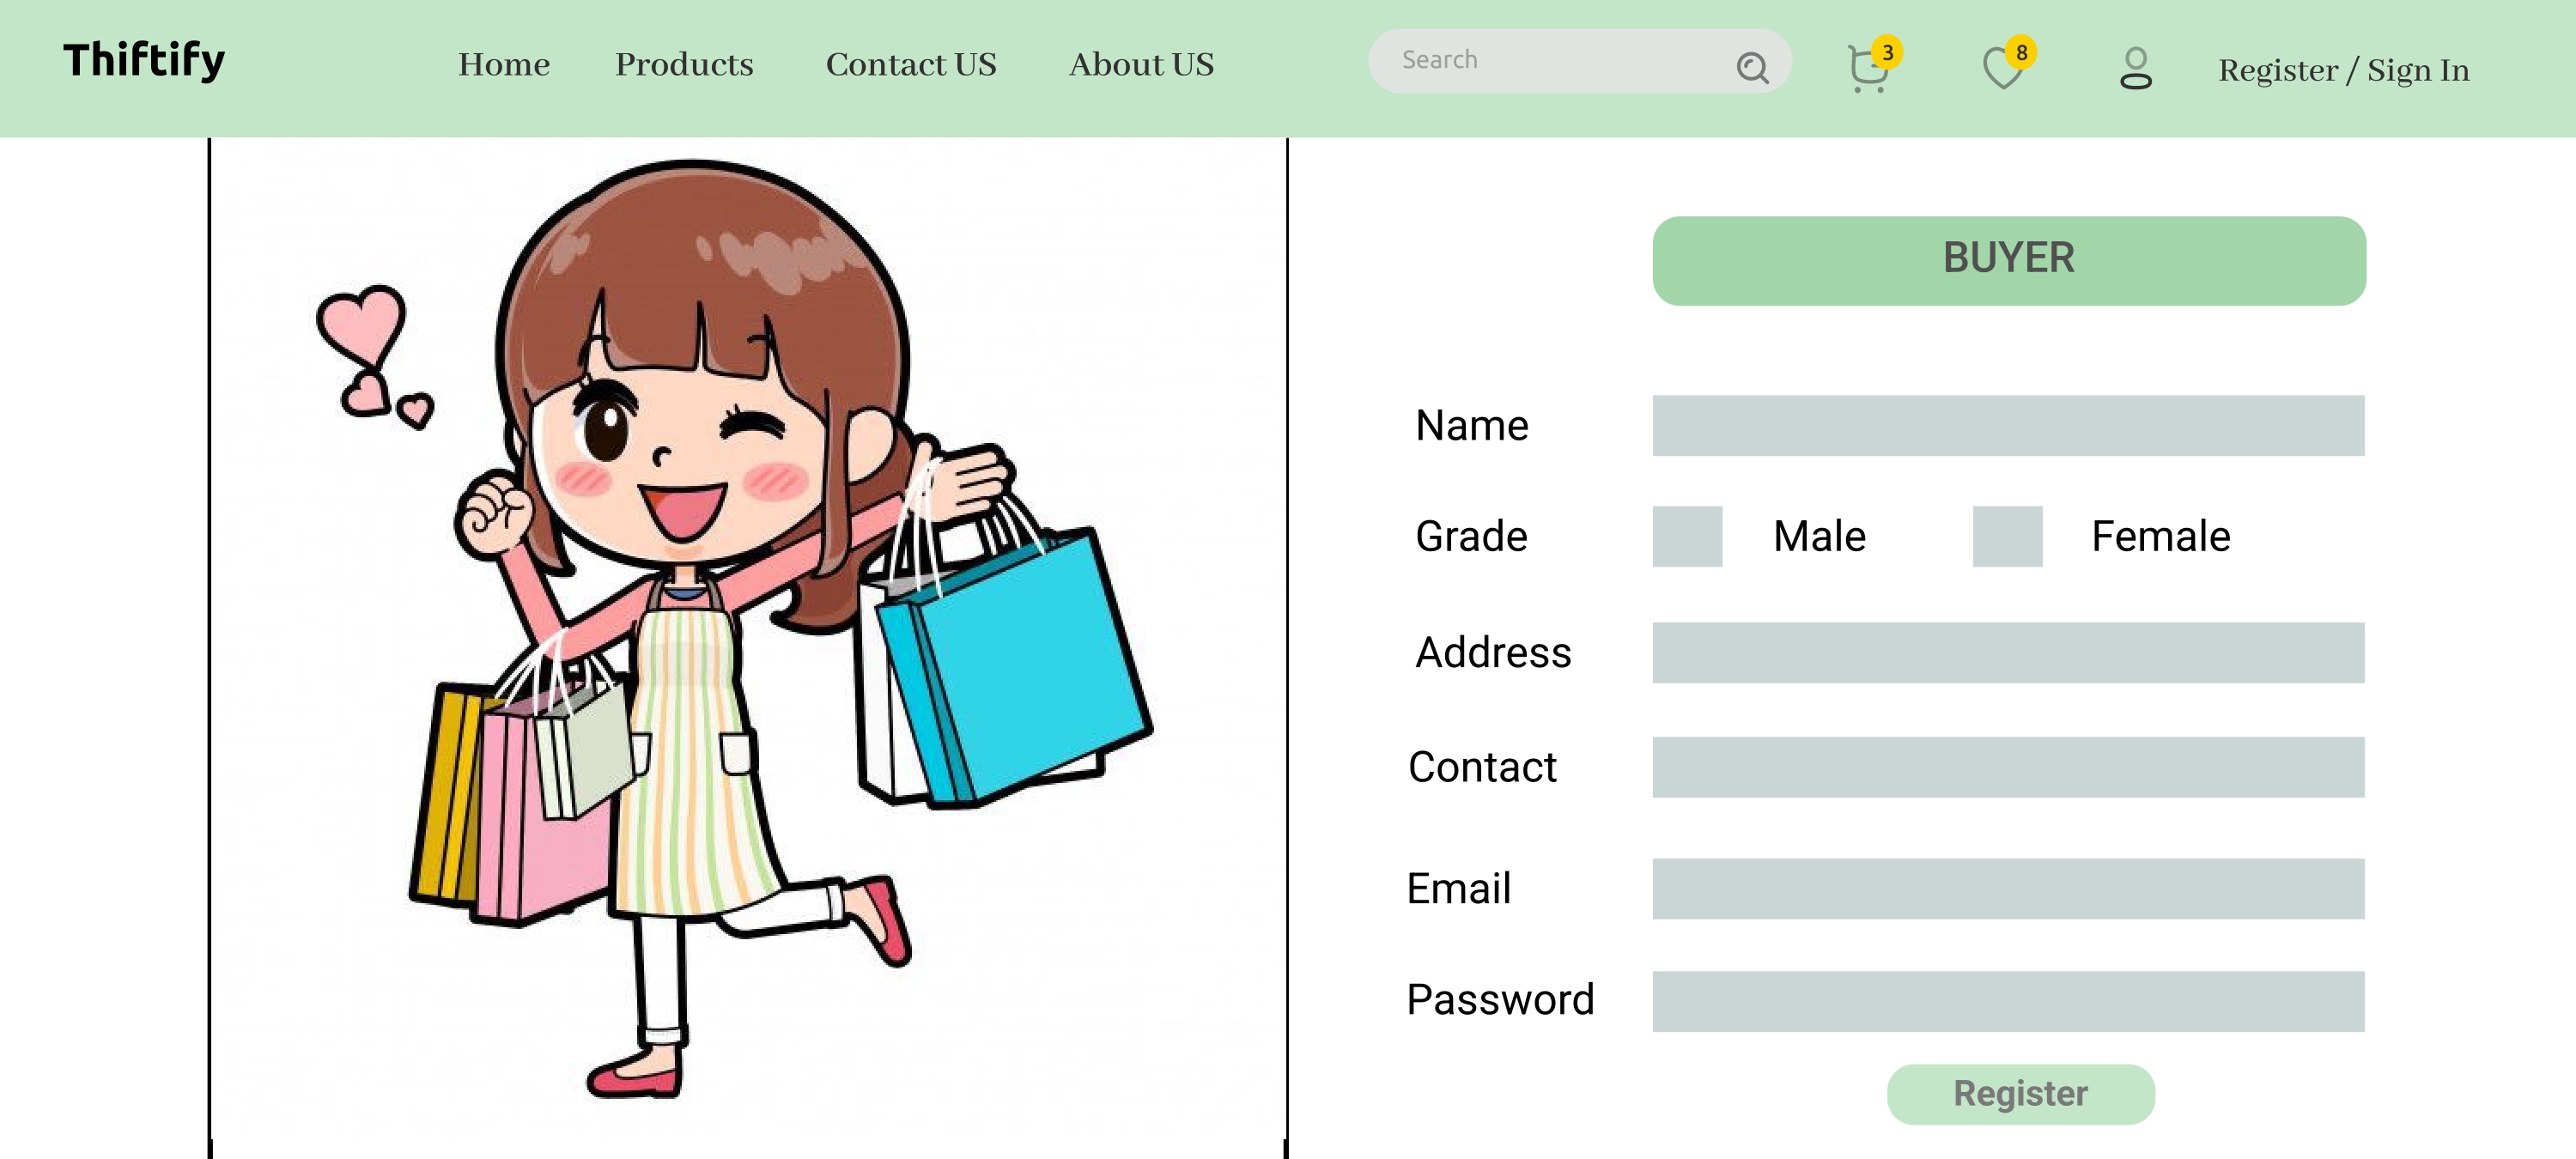 Thiftify
Home Products Contact US About US
Search
3
8
Register / Sign In
BUYER
Name
Grade Male Female
Address
Contact
Email
Password
Register